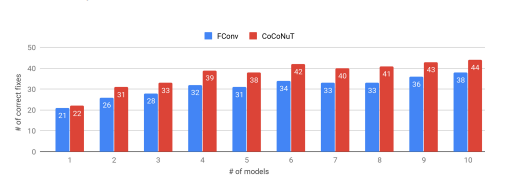 FConv CoCoNuT
50
40
30
20
10
0
# of correct fixes
21 22 26 31 28 33 32 39 31 38 34 42 33 40 33 41 36 43 38 44
1 2 3 4 5 6 7 8 9 10
# of models